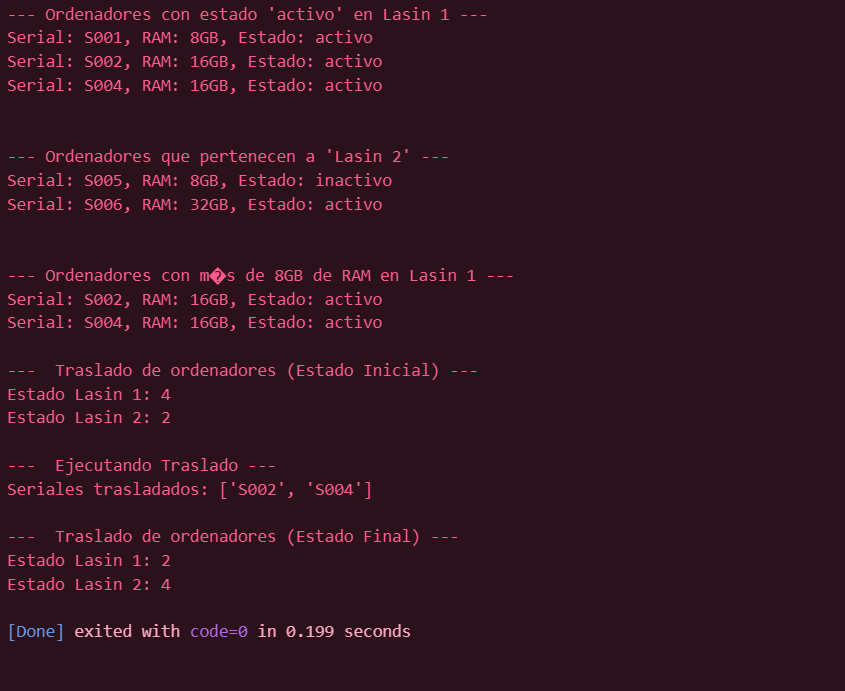 --- Ordenadores con estado 'activo' en Lasin 1 ---
Serial: S001, RAM: 8GB, Estado: activo
Serial: S002, RAM: 16GB, Estado: activo
Serial: S004, RAM: 16GB, Estado: activo
--- Ordenadores que pertenecen a 'Lasin 2' ---
Serial: S005, RAM: 8GB, Estado: inactivo
Serial: S006, RAM: 32GB, Estado: activo
--- Ordenadores con m�s de 8GB de RAM en Lasin 1 ---
Serial: S002, RAM: 16GB, Estado: activo
Serial: S004, RAM: 16GB, Estado: activo
---  Traslado de ordenadores (Estado Inicial) ---
Estado Lasin 1: 4
Estado Lasin 2: 2
---  Ejecutando Traslado ---
Seriales trasladados: ['S002', 'S004']
---  Traslado de ordenadores (Estado Final) ---
Estado Lasin 1: 2
Estado Lasin 2: 4
[Done] exited with code=0 in 0.199 seconds